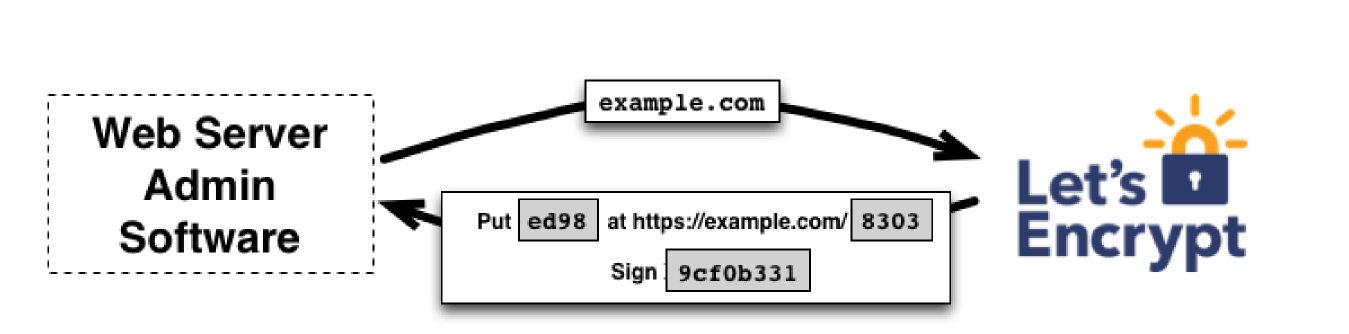 example.com
Web Server
Admin
Software
Put ed98 at https://example.com/ 8303
Sign 9cf0b331
Let's
Encrypt